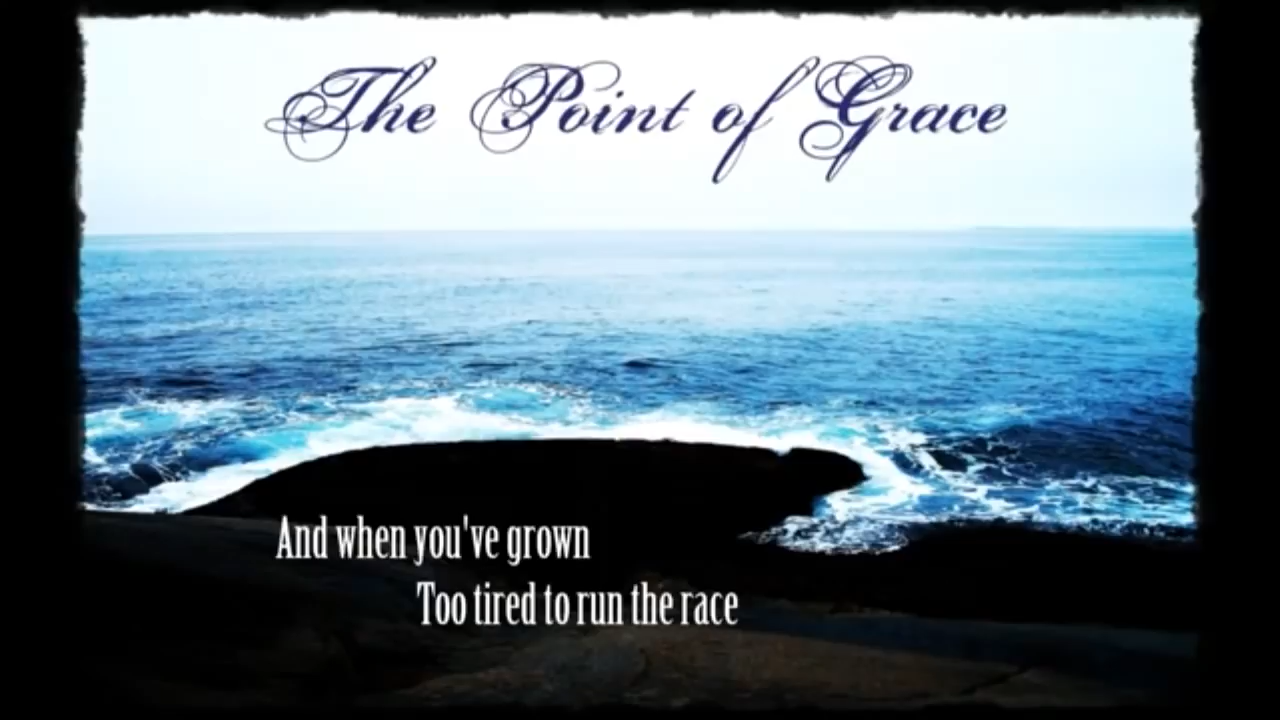 The Point of Grace
And when you've grown
Too tired to run the race